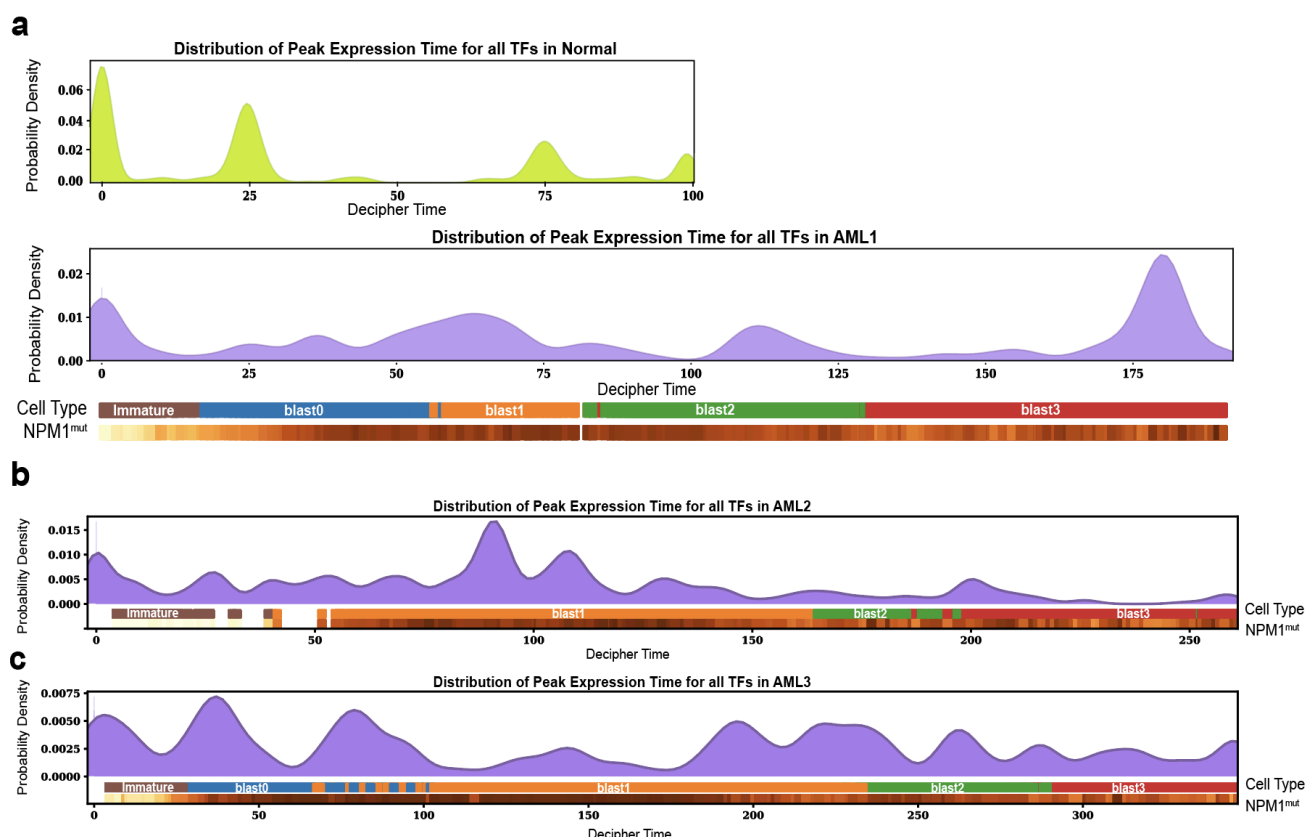 a
Distribution of Peak Expression Time for all TFs in Normal
Probability Density
0.06
0.04
0.02
0.00
0 25 50 75 100
Decipher Time
Distribution of Peak Expression Time for all TFs in AML1
Probability Density
0.02
0.01
0.00
0 25 50 75 100 125 150 175
Decipher Time
Cell Type Immature blast0 blast1 blast2 blast3
NPM1mut
b
Distribution of Peak Expression Time for all TFs in AML2
Probability Density
0.015
0.010
0.005
0.000
Immature blast1 blast2 blast3 Cell Type
NPM1mut
0 50 100 150 200 250
Decipher Time
c
Distribution of Peak Expression Time for all TFs in AML3
Probability Density
0.0075
0.0050
0.0025
0.0000
Immature blast0 blast1 blast2 blast3 Cell Type
NPM1mut
0 50 100 150 200 250 300
Decipher Time